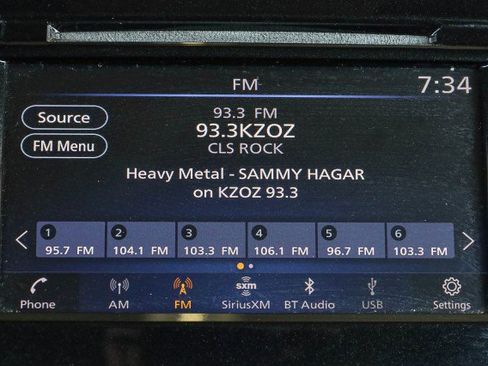 FM
7:34
Source
FM Menu
93.3 FM
93.3KZOZ
CLS ROCK
Heavy Metal - SAMMY HAGAR
on KZOZ 93.3
1 2 3 4 5 6
95.7 FM 104.1 FM 103.3 FM 106.1 FM 96.7 FM 103.3 FM
sxm
Phone AM FM SiriusXM BT Audio USB Settings